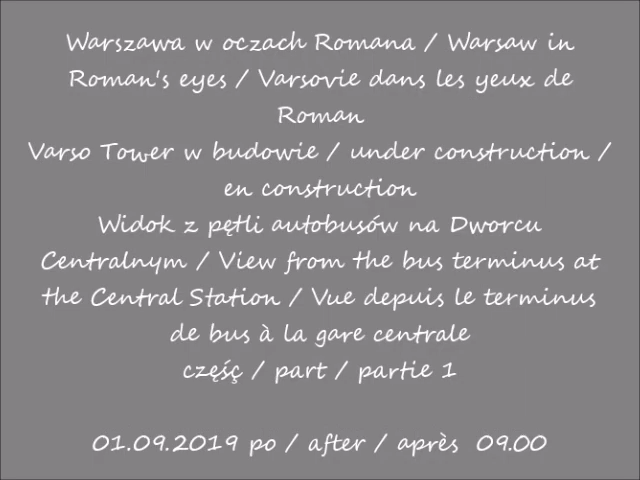 Warszawa w oczach Romana / Warsaw in
Roman's eyes / Varsovie dans les yeux de
Roman
Varso Tower w budowie / under construction /
en construction
Widok z pętli autobusów na Dworcu
Centralnym / View from the bus terminus at
the Central Station / Vue depuis le terminus
de bus à la gare centrale
częśç / part / partie 1
01.09.2019 po / after / après 09.00